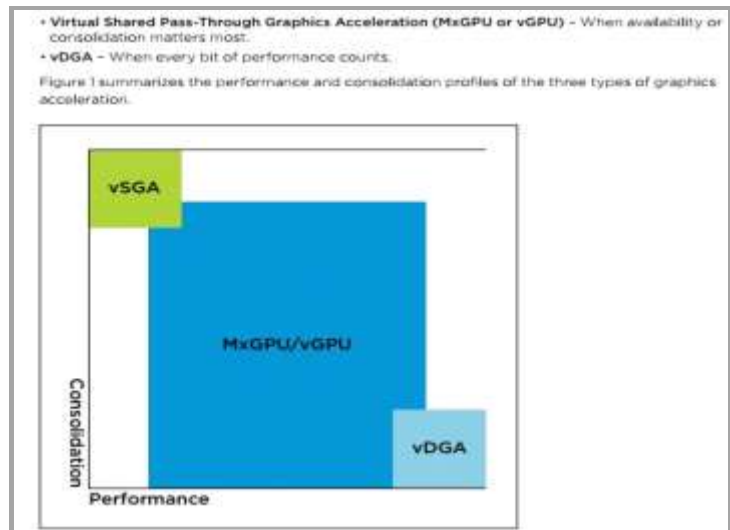 • Virtual Shared Pass-Through Graphics Acceleration (MxGPU or vGPU) – When availability or
consolidation matters most.
• vDGA – When every bit of performance counts.
Figure 1 summarizes the performance and consolidation profiles of the three types of graphics
acceleration.
vSGA
MxGPU/vGPU
vDGA
Consolidation
Performance